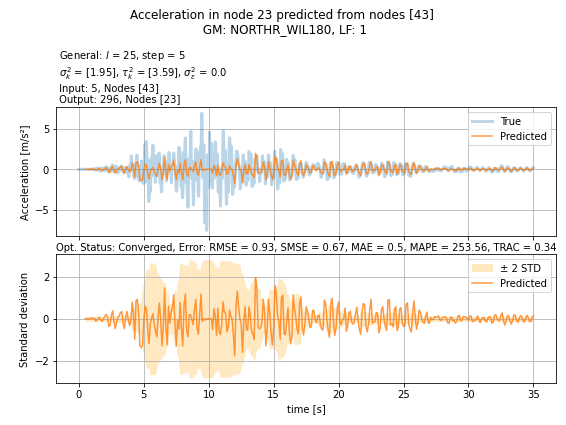 Acceleration in node 23 predicted from nodes [43]
GM: NORTHR_WIL180, LF: 1
General: l = 25, step = 5
σ²ₖ = [1.95], τ²ₖ = [3.59], σ²ε = 0.0
Input: 5, Nodes [43]
Output: 296, Nodes [23]
True
Predicted
5
0
−5
Acceleration [m/s²]
Opt. Status: Converged, Error: RMSE = 0.93, SMSE = 0.67, MAE = 0.5, MAPE = 253.56, TRAC = 0.34
± 2 STD
Predicted
2
0
−2
Standard deviation
0 5 10 15 20 25 30 35
time [s]